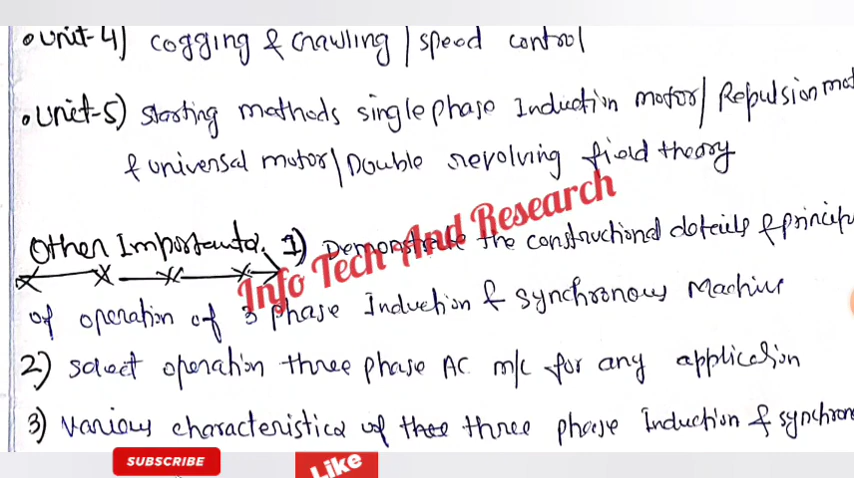 • Unit-4) cogging & crawling / speed control
• Unit-5) Starting methods single phase Induction motor / Repulsion mot
& universal motor / Double revolving field theory
Other Importanta. 1) Demonstrate the constructional details & princip
of operation of 3 phase Induction & synchronous Machine
2) select operation three phase AC m/c for any application
3) various characteristics of three phase Induction & synchron
Info Tech And Research
SUBSCRIBE
Like